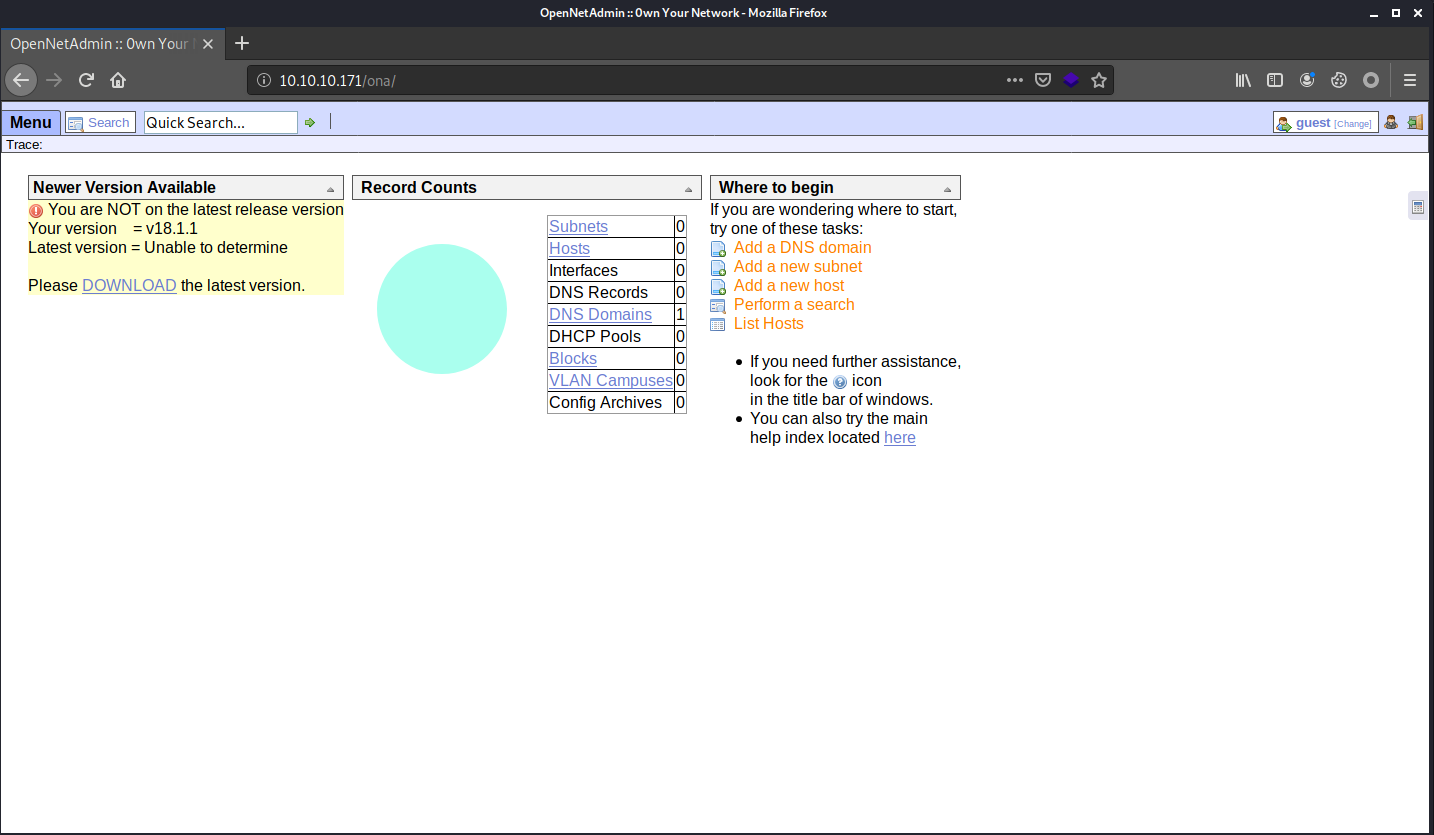 OpenNetAdmin :: 0wn Your Network - Mozilla Firefox
OpenNetAdmin :: 0wn Your
10.10.10.171/ona/
Menu
Search
Quick Search...
guest [Change]
Trace:
Newer Version Available
You are NOT on the latest release version
Your version = v18.1.1
Latest version = Unable to determine
Please DOWNLOAD the latest version.
Record Counts
Subnets 0
Hosts 0
Interfaces 0
DNS Records 0
DNS Domains 1
DHCP Pools 0
Blocks 0
VLAN Campuses 0
Config Archives 0
Where to begin
If you are wondering where to start,
try one of these tasks:
Add a DNS domain
Add a new subnet
Add a new host
Perform a search
List Hosts
• If you need further assistance,
look for the ? icon
in the title bar of windows.
• You can also try the main
help index located here